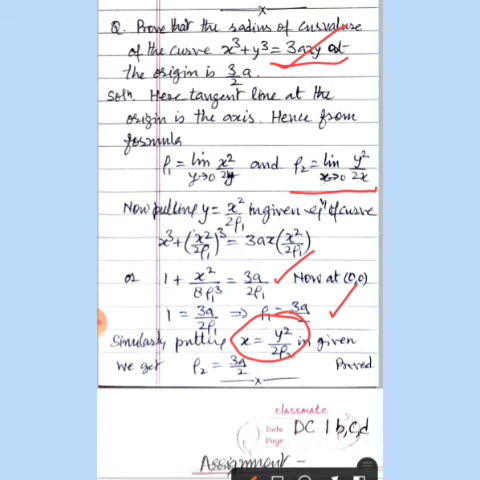 x
Q. Prove that the radius of curvature
of the curve x³+y³=3axy at
the origin is 3/2 a.
Soln. Here tangent line at the
origin is the axis. Hence from
formula
ρ₁ = lim y→0 x²/2y and ρ₂ = lim x→0 y²/2x
Now putting y = x²/2ρ₁ in given eqⁿ of curve
x³+(x²/2ρ₁)³ = 3ax(x²/2ρ₁)
or 1 + x³/8ρ₁³ = 3a/2ρ₁ Now at (0,0)
1 = 3a/2ρ₁ ⇒ ρ₁ = 3a/2
Similarly putting x = y²/2ρ₂ in given
we get ρ₂ = 3a/2 Proved
x
classmate
Date DC 1 b,c,d
Page
Assignment –